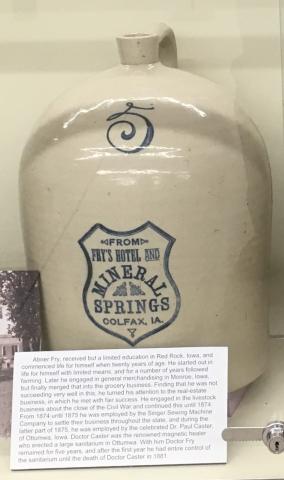 5
FROM
FRY'S HOTEL AND
MINERAL
SPRINGS
COLFAX, IA.
Abner Fry, received but a limited education in Red Rock, Iowa, and
commenced life for himself when twenty years of age. He started out in
life for himself with limited means, and for a number of years followed
farming. Later he engaged in general merchandising in Monroe, Iowa,
but finally merged that into the grocery business. Finding that he was not
succeeding very well in this, he turned his attention to the real-estate
business, in which he met with fair success. He engaged in the livestock
business about the close of the Civil War and continued this until 1874.
From 1874 until 1875 he was employed by the Singer Sewing Machine
Company to settle their business throughout the state, and during the
latter part of 1875, he was employed by the celebrated Dr. Paul Caster,
of Ottumwa, Iowa. Doctor Caster was the renowned magnetic healer
who erected a large sanitarium in Ottumwa. With him Doctor Fry
remained for five years, and after the first year he had entire control of
the sanitarium until the death of Doctor Caster in 1881.